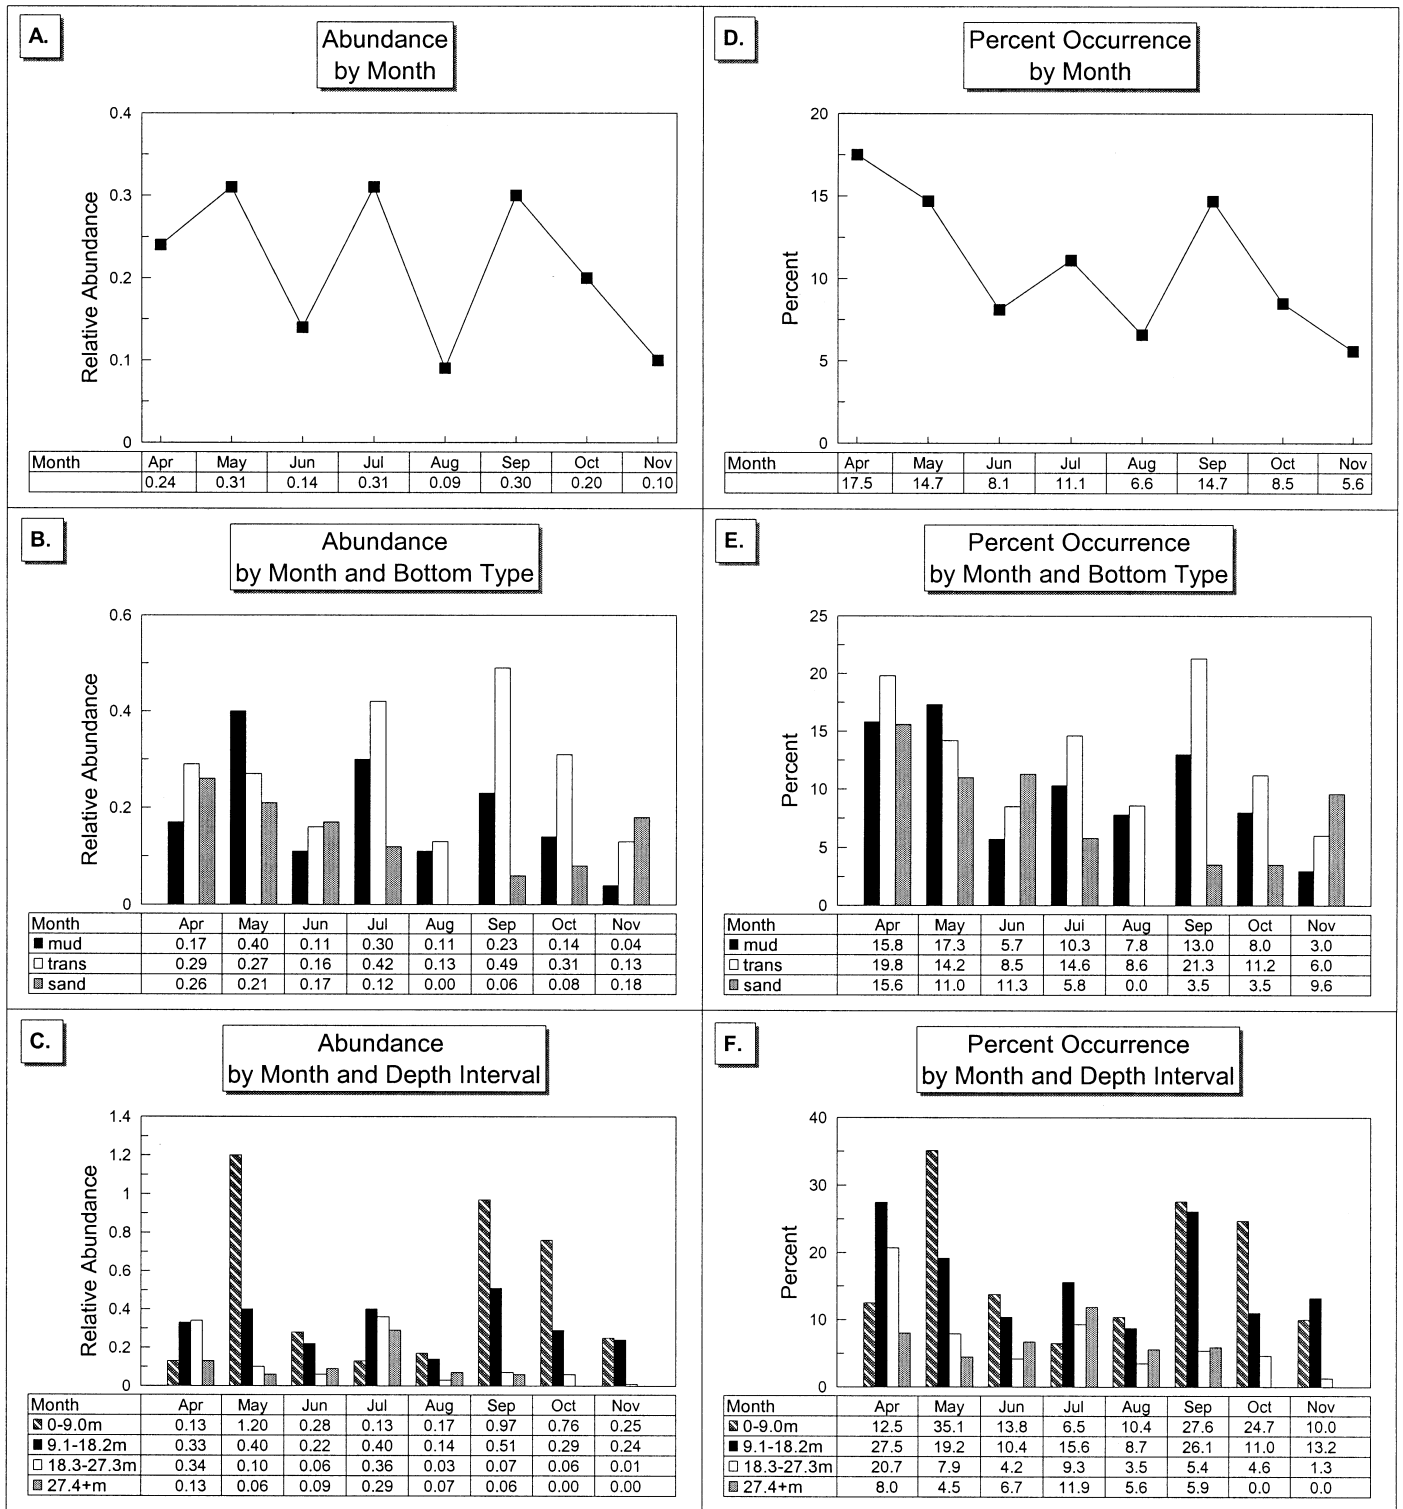 A.
Abundance
by Month
0.4
0.3
0.2
0.1
0
Relative Abundance
Month Apr May Jun Jul Aug Sep Oct Nov
0.24 0.31 0.14 0.31 0.09 0.30 0.20 0.10
D.
Percent Occurrence
by Month
20
15
10
5
0
Percent
Month Apr May Jun Jul Aug Sep Oct Nov
17.5 14.7 8.1 11.1 6.6 14.7 8.5 5.6
B.
Abundance
by Month and Bottom Type
0.6
0.4
0.2
0
Relative Abundance
Month Apr May Jun Jul Aug Sep Oct Nov
mud 0.17 0.40 0.11 0.30 0.11 0.23 0.14 0.04
trans 0.29 0.27 0.16 0.42 0.13 0.49 0.31 0.13
sand 0.26 0.21 0.17 0.12 0.00 0.06 0.08 0.18
E.
Percent Occurrence
by Month and Bottom Type
25
20
15
10
5
0
Percent
Month Apr May Jun Jul Aug Sep Oct Nov
mud 15.8 17.3 5.7 10.3 7.8 13.0 8.0 3.0
trans 19.8 14.2 8.5 14.6 8.6 21.3 11.2 6.0
sand 15.6 11.0 11.3 5.8 0.0 3.5 3.5 9.6
C.
Abundance
by Month and Depth Interval
1.4
1.2
1
0.8
0.6
0.4
0.2
0
Relative Abundance
Month Apr May Jun Jul Aug Sep Oct Nov
0-9.0m 0.13 1.20 0.28 0.13 0.17 0.97 0.76 0.25
9.1-18.2m 0.33 0.40 0.22 0.40 0.14 0.51 0.29 0.24
18.3-27.3m 0.34 0.10 0.06 0.36 0.03 0.07 0.06 0.01
27.4+m 0.13 0.06 0.09 0.29 0.07 0.06 0.00 0.00
F.
Percent Occurrence
by Month and Depth Interval
40
30
20
10
0
Percent
Month Apr May Jun Jul Aug Sep Oct Nov
0-9.0m 12.5 35.1 13.8 6.5 10.4 27.6 24.7 10.0
9.1-18.2m 27.5 19.2 10.4 15.6 8.7 26.1 11.0 13.2
18.3-27.3m 20.7 7.9 4.2 9.3 3.5 5.4 4.6 1.3
27.4+m 8.0 4.5 6.7 11.9 5.6 5.9 0.0 0.0